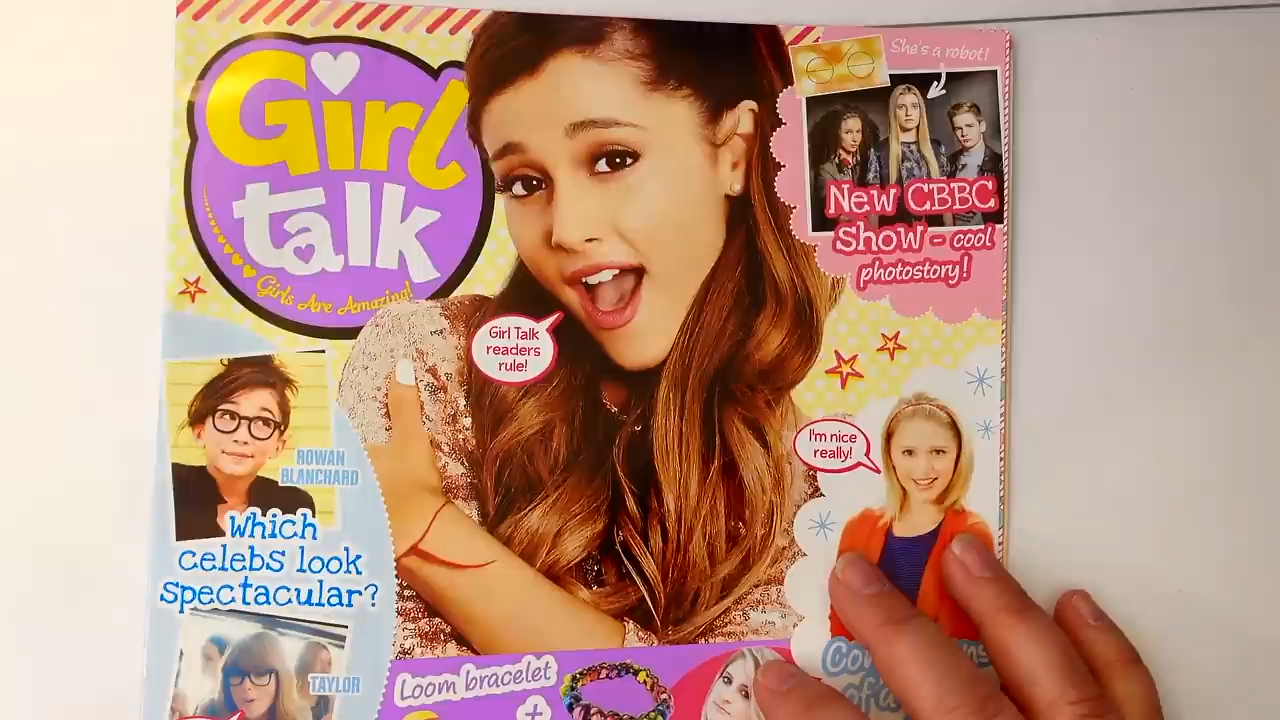 Girl
talk
Girls Are Amazing!
She's a robot!
New CBBC
Show - cool
photostory!
Girl Talk
readers
rule!
I'm nice
really!
ROWAN
BLANCHARD
Which
celebs look
spectacular?
TAYLOR
Loom bracelet
+